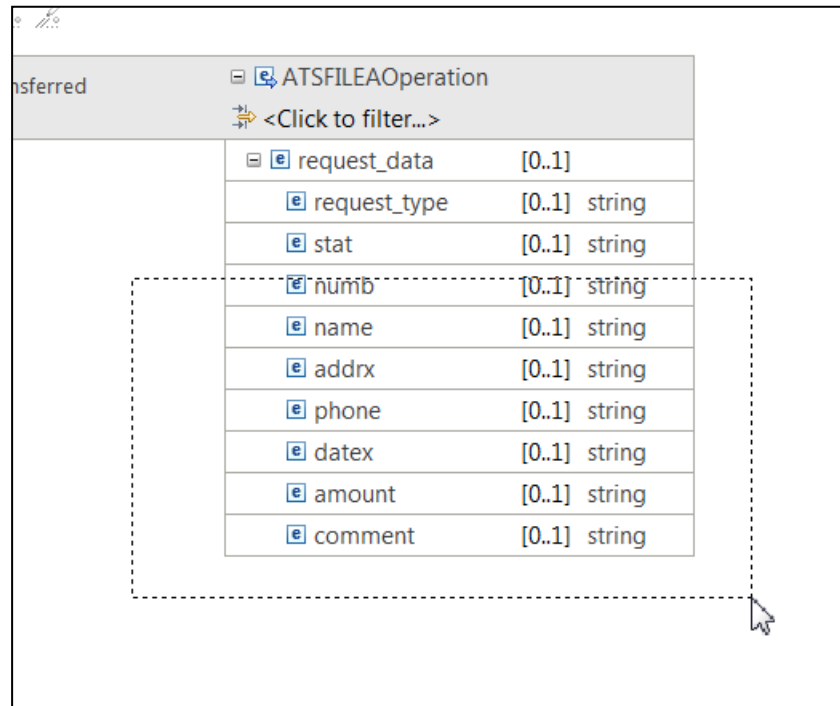 nsferred
ATSFILEAOperation
<Click to filter...>
request_data [0..1]
request_type [0..1] string
stat [0..1] string
numb [0..1] string
name [0..1] string
addrx [0..1] string
phone [0..1] string
datex [0..1] string
amount [0..1] string
comment [0..1] string